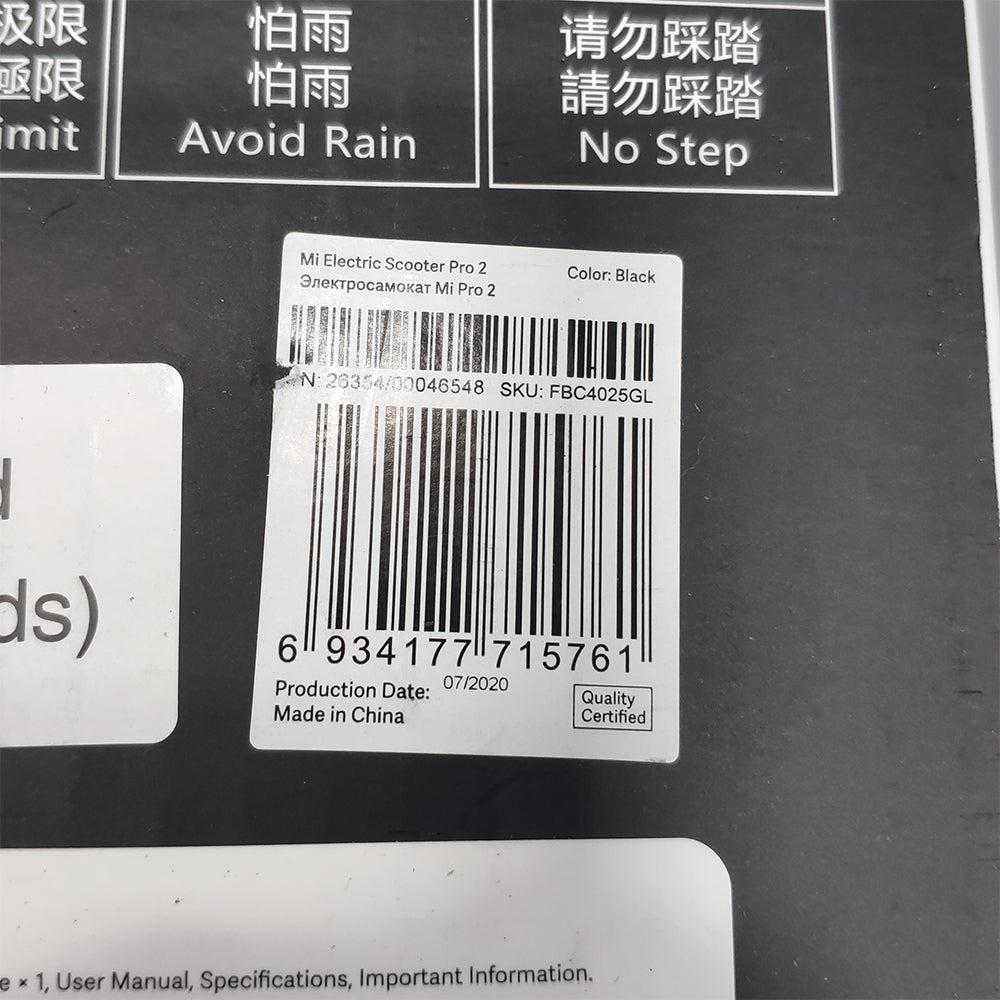 极限
極限
imit
怕雨
怕雨
Avoid Rain
请勿踩踏
請勿踩踏
No Step
Mi Electric Scooter Pro 2
Электросамокат Mi Pro 2
Color: Black
N: 26354/00046548 SKU: FBC4025GL
6 934177 715761
Production Date: 07/2020
Made in China
Quality
Certified
d
ds)
e × 1, User Manual, Specifications, Important Information.